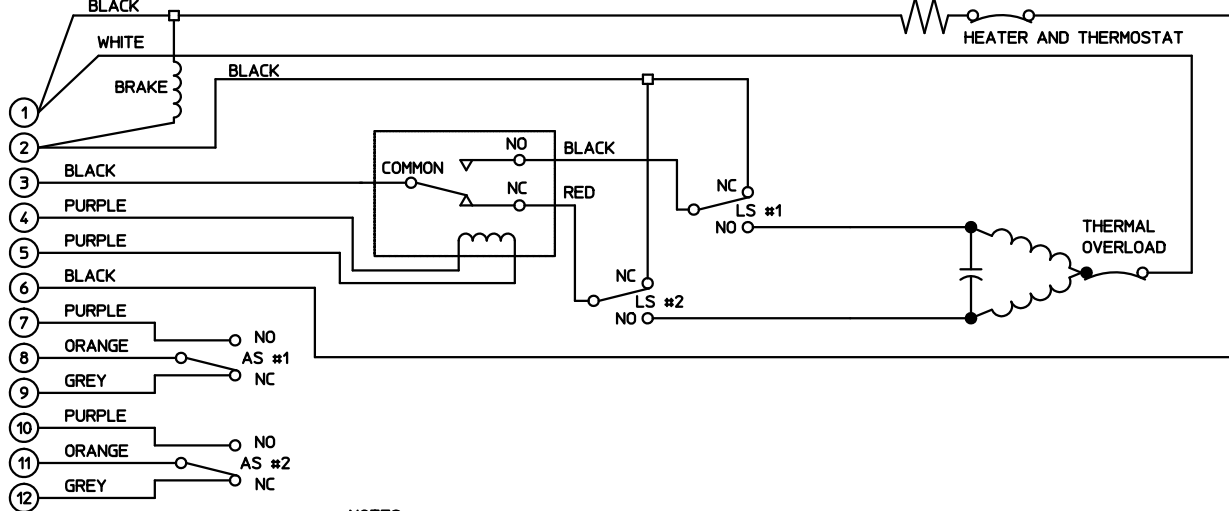 BLACK
WHITE
HEATER AND THERMOSTAT
BLACK
BRAKE
1
2
NO
BLACK
COMMON
3
BLACK
NC
RED
NC
LS #1
NO
4
PURPLE
5
PURPLE
THERMAL
OVERLOAD
6
BLACK
NC
LS #2
NO
7
PURPLE
NO
8
ORANGE
AS #1
9
GREY
NC
10
PURPLE
NO
11
ORANGE
AS #2
12
GREY
NC